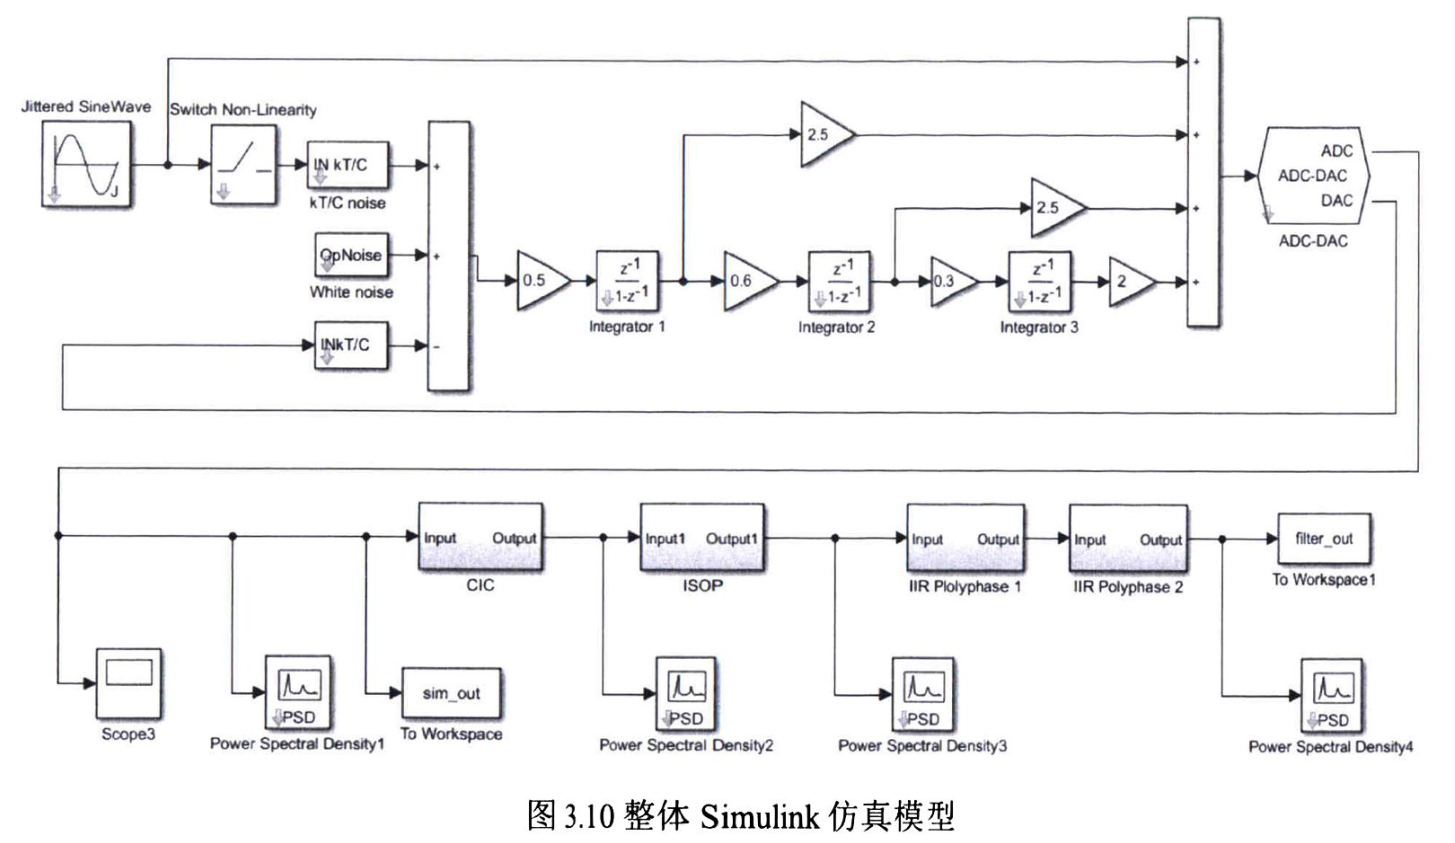 Jittered SineWave
J
Switch Non-Linearity
IN kT/C
kT/C noise
OpNoise
White noise
INkT/C
+
+
-
0.5
z-1
1-z-1
Integrator 1
2.5
0.6
z-1
1-z-1
Integrator 2
2.5
0.3
z-1
1-z-1
Integrator 3
2
+
+
+
+
ADC
ADC-DAC
DAC
ADC-DAC
Input Output
CIC
Input1 Output1
ISOP
Input Output
IIR Plolyphase 1
Input Output
IIR Polyphase 2
filter_out
To Workspace1
Scope3
PSD
Power Spectral Density1
sim_out
To Workspace
PSD
Power Spectral Density2
PSD
Power Spectral Density3
PSD
Power Spectral Density4
图 3.10 整体 Simulink 仿真模型